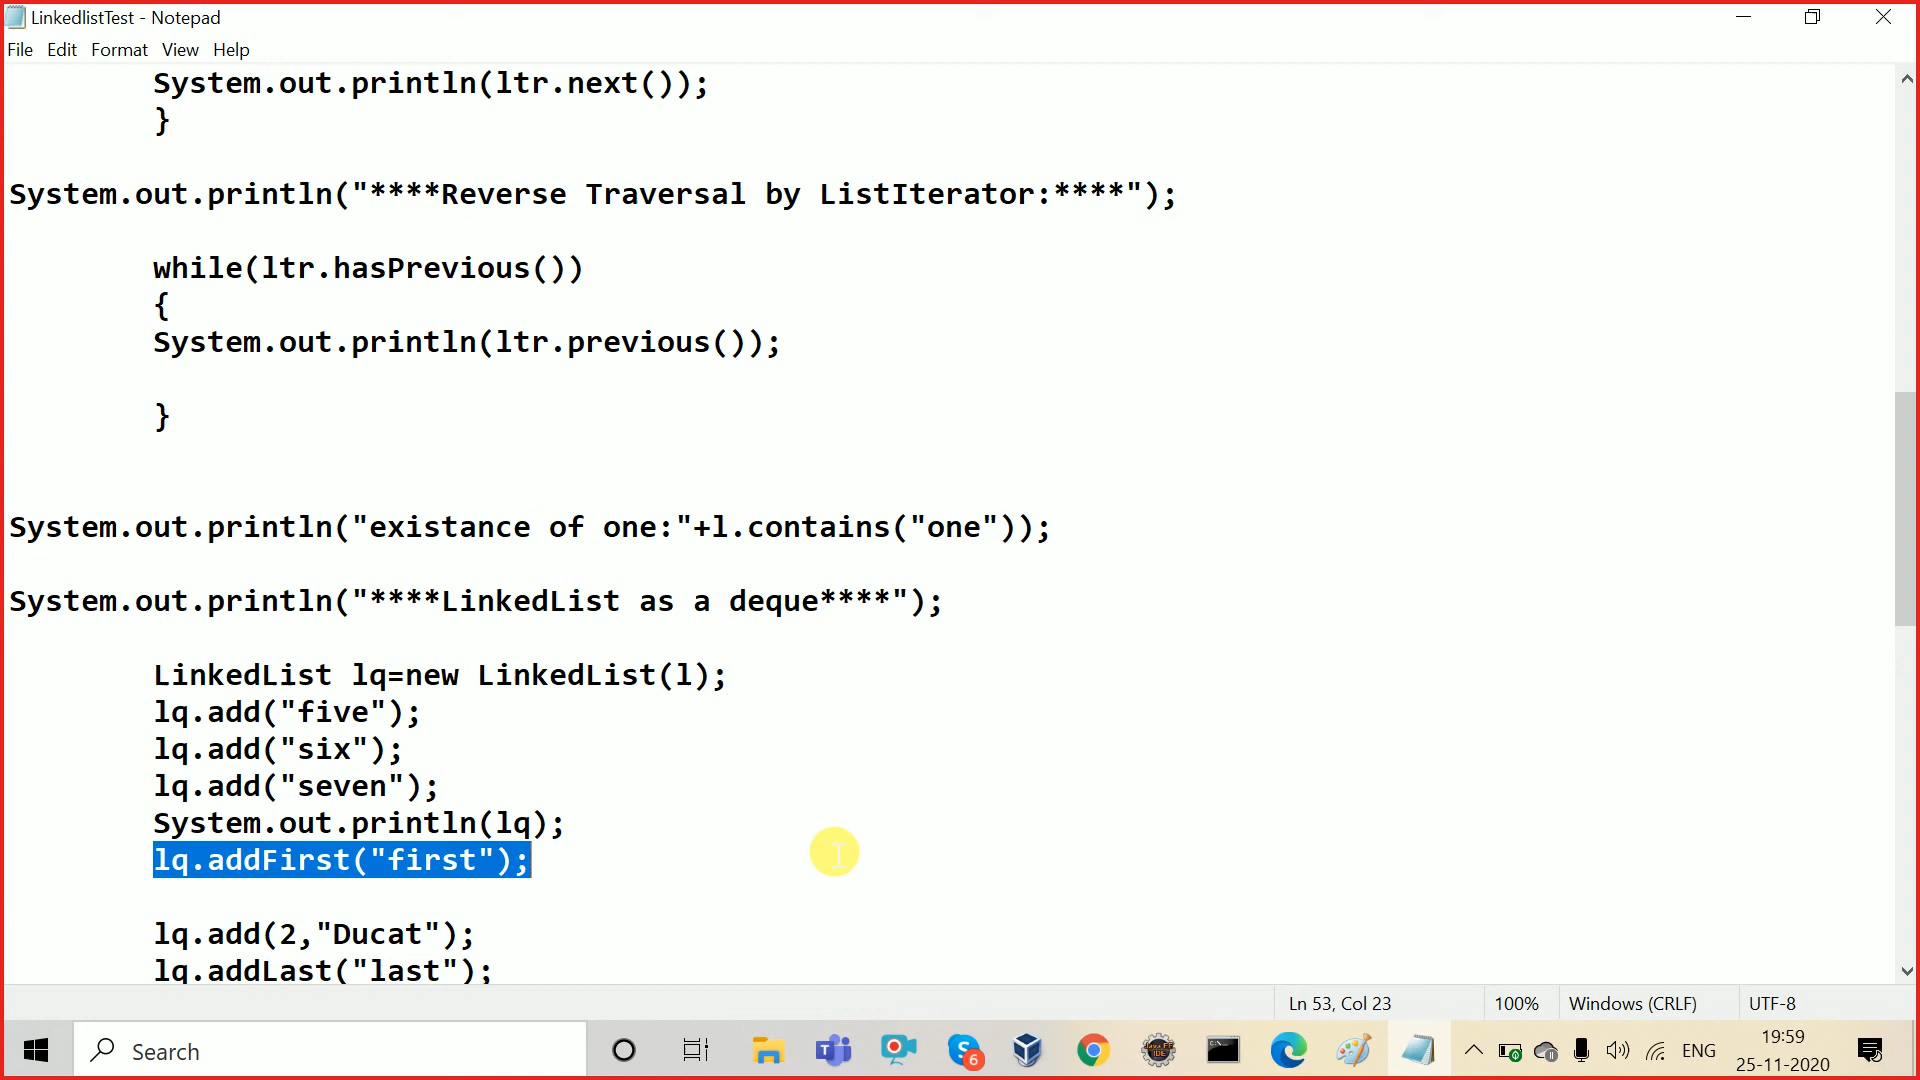 LinkedlistTest - Notepad
File Edit Format View Help
System.out.println(ltr.next());
}
System.out.println("****Reverse Traversal by ListIterator:****");
while(ltr.hasPrevious())
{
System.out.println(ltr.previous());
}
System.out.println("existance of one:"+l.contains("one"));
System.out.println("****LinkedList as a deque****");
LinkedList lq=new LinkedList(l);
lq.add("five");
lq.add("six");
lq.add("seven");
System.out.println(lq);
lq.addFirst("first");
lq.add(2,"Ducat");
lq.addLast("last");
Ln 53, Col 23 100% Windows (CRLF) UTF-8
Search 6 ENG 19:59
25-11-2020